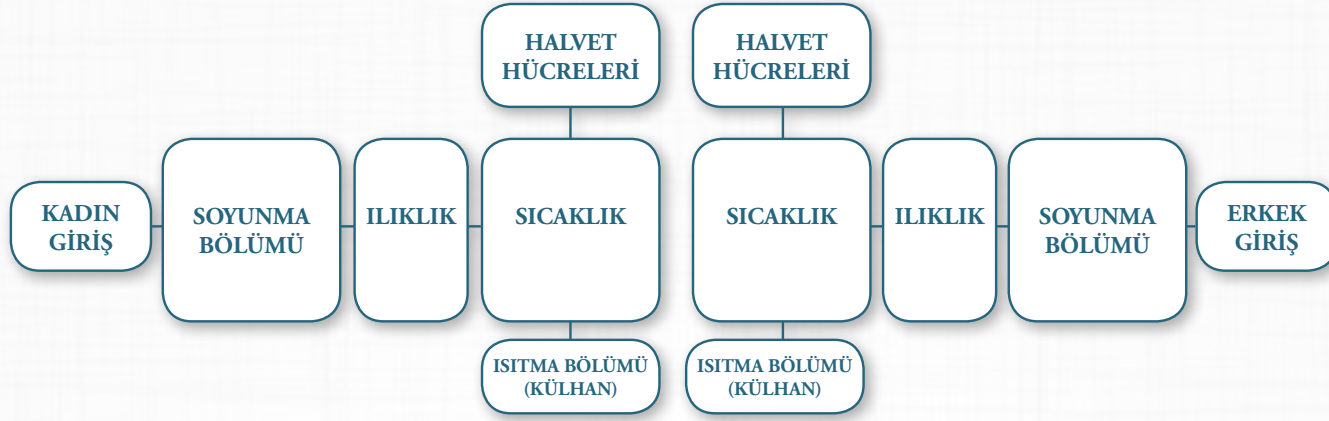 HALVET
HÜCRELERİ
HALVET
HÜCRELERİ
KADIN
GİRİŞ
SOYUNMA
BÖLÜMÜ
ILIKLIK
SICAKLIK
SICAKLIK
ILIKLIK
SOYUNMA
BÖLÜMÜ
ERKEK
GİRİŞ
ISITMA BÖLÜMÜ
(KÜLHAN)
ISITMA BÖLÜMÜ
(KÜLHAN)